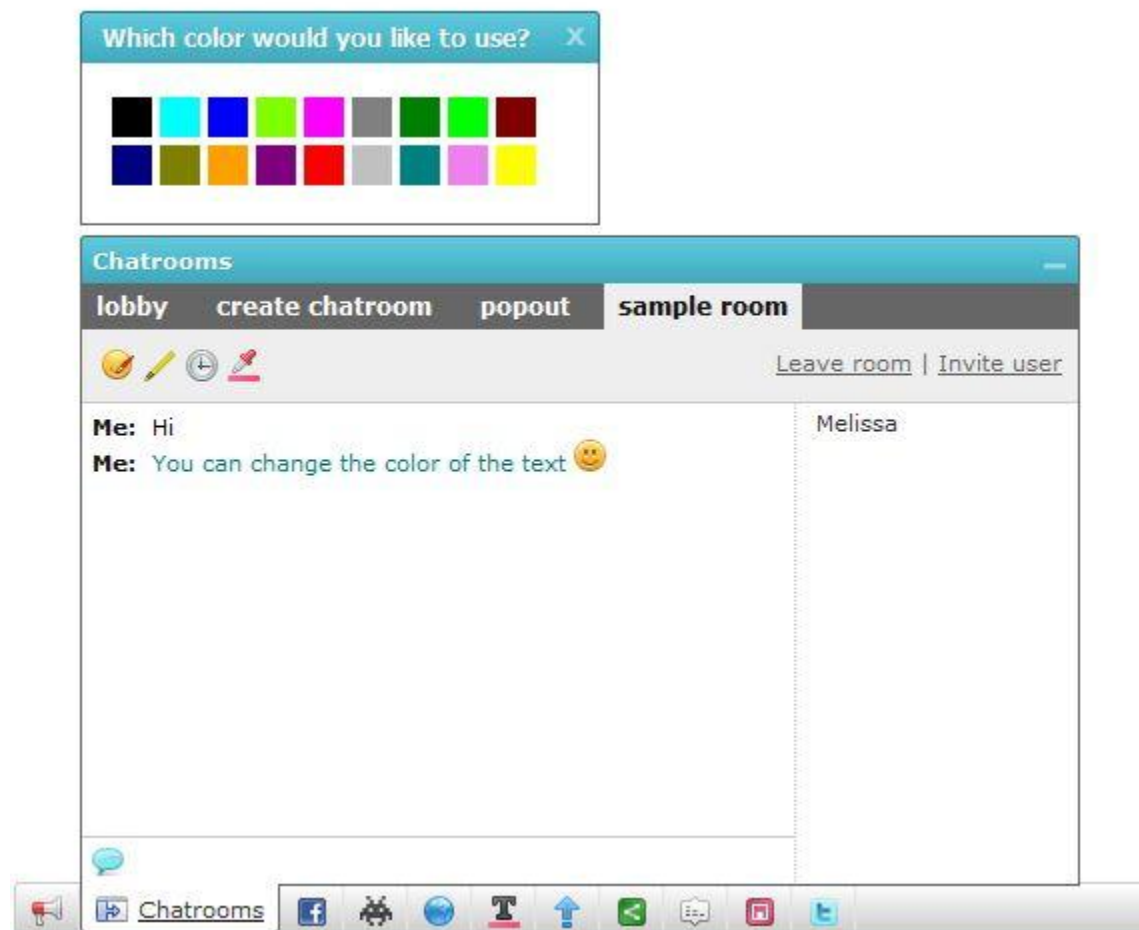 Which color would you like to use? X
Chatrooms
lobby create chatroom popout sample room
Leave room | Invite user
Me: Hi
Melissa
Me: You can change the color of the text
Chatrooms